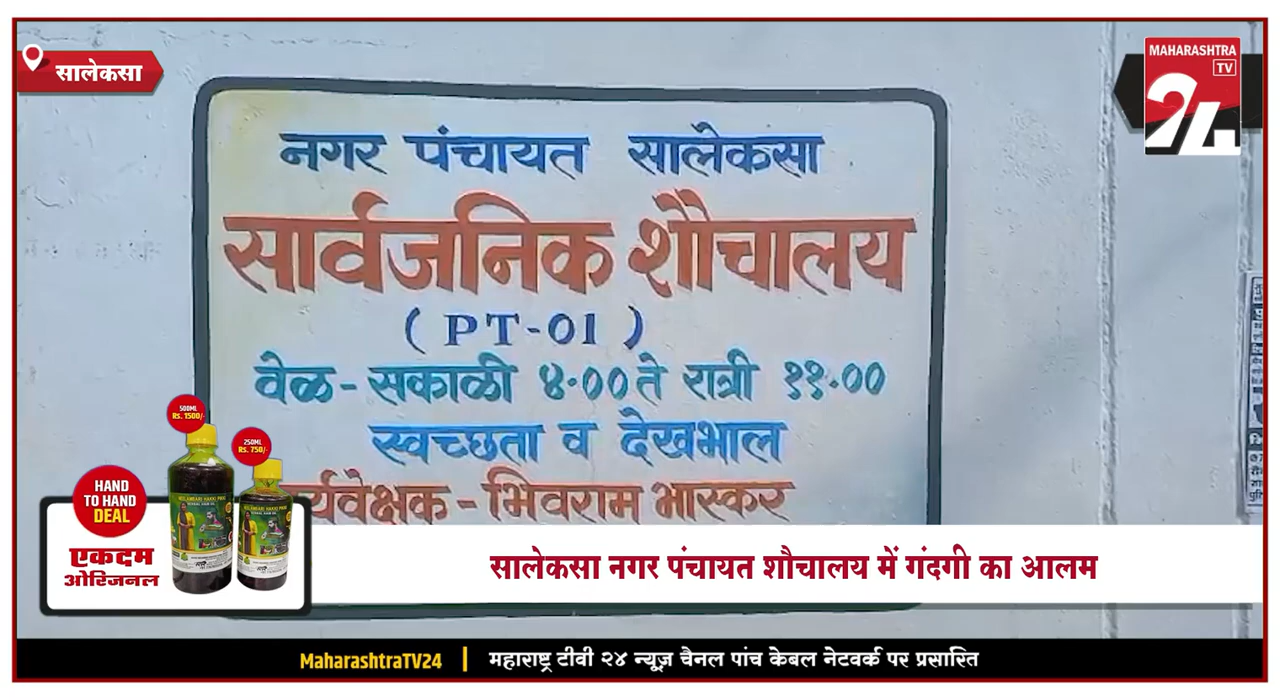 सालेकसा
MAHARASHTRA
TV
24
नगर पंचायत सालेकसा
सार्वजनिक शौचालय
( PT-01 )
वेळ - सकाळी ४.०० ते रात्री ११.००
स्वच्छता व देखभाल
र्यवेक्षक - भिवराम भास्कर
500ML
Rs. 1500/-
250ML
Rs. 750/-
HAND
TO HAND
DEAL
एकदम
ओरिजनल
सालेकसा नगर पंचायत शौचालय में गंदगी का आलम
MaharashtraTV24 | महाराष्ट्र टीवी २४ न्यूज़ चैनल पांच केबल नेटवर्क पर प्रसारित